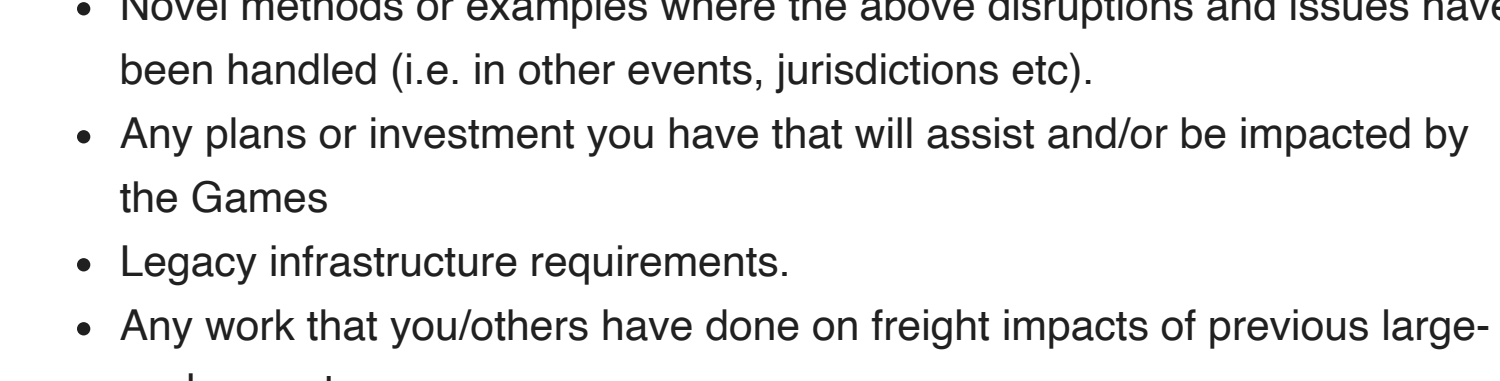 • Novel methods or examples where the above disruptions and issues have
been handled (i.e. in other events, jurisdictions etc).
• Any plans or investment you have that will assist and/or be impacted by
the Games
• Legacy infrastructure requirements.
• Any work that you/others have done on freight impacts of previous large-